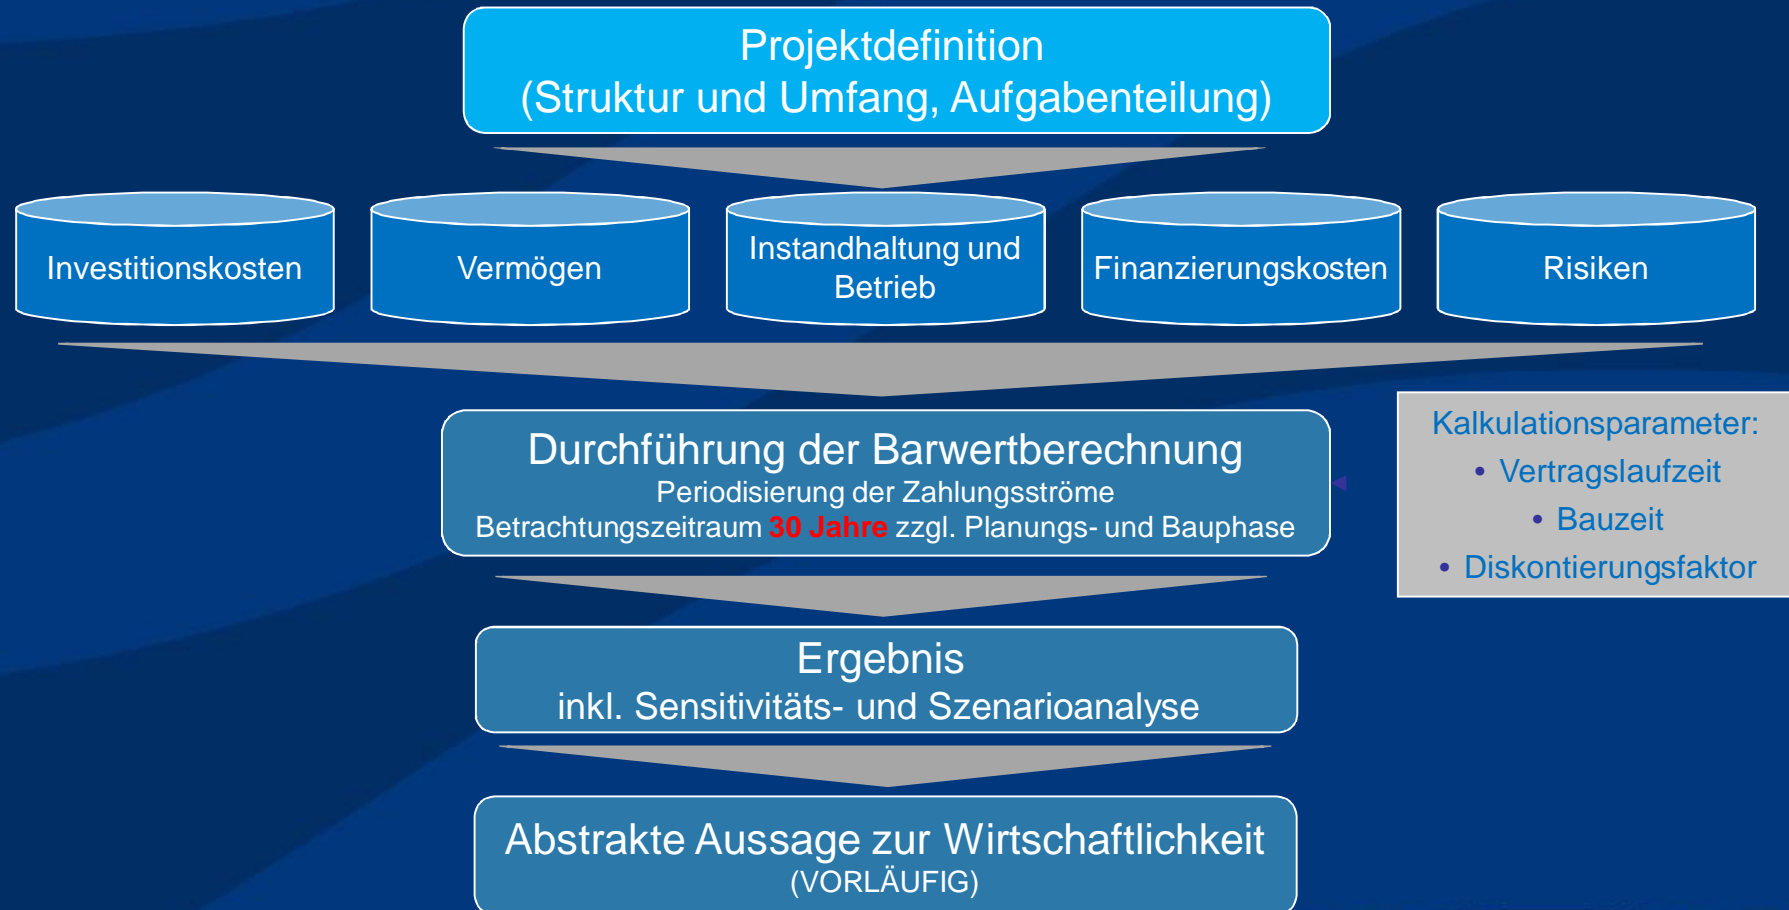 Projektdefinition
(Struktur und Umfang, Aufgabenteilung)
Investitionskosten
Vermögen
Instandhaltung und
Betrieb
Finanzierungskosten
Risiken
Durchführung der Barwertberechnung
Periodisierung der Zahlungsströme
Betrachtungszeitraum 30 Jahre zzgl. Planungs- und Bauphase
Kalkulationsparameter:
• Vertragslaufzeit
• Bauzeit
• Diskontierungsfaktor
Ergebnis
inkl. Sensitivitäts- und Szenarioanalyse
Abstrakte Aussage zur Wirtschaftlichkeit
(VORLÄUFIG)